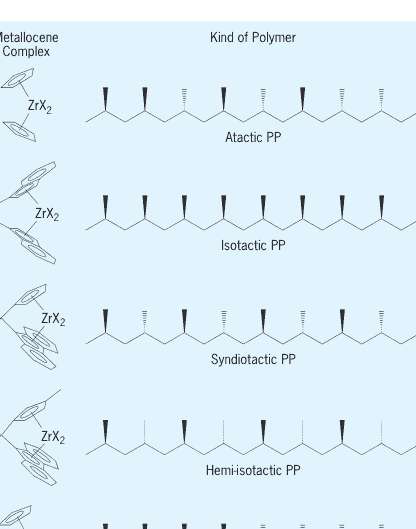 Metallocene
Complex
Kind of Polymer
ZrX2
Atactic PP
ZrX2
Isotactic PP
ZrX2
Syndiotactic PP
ZrX2
Hemi-isotactic PP